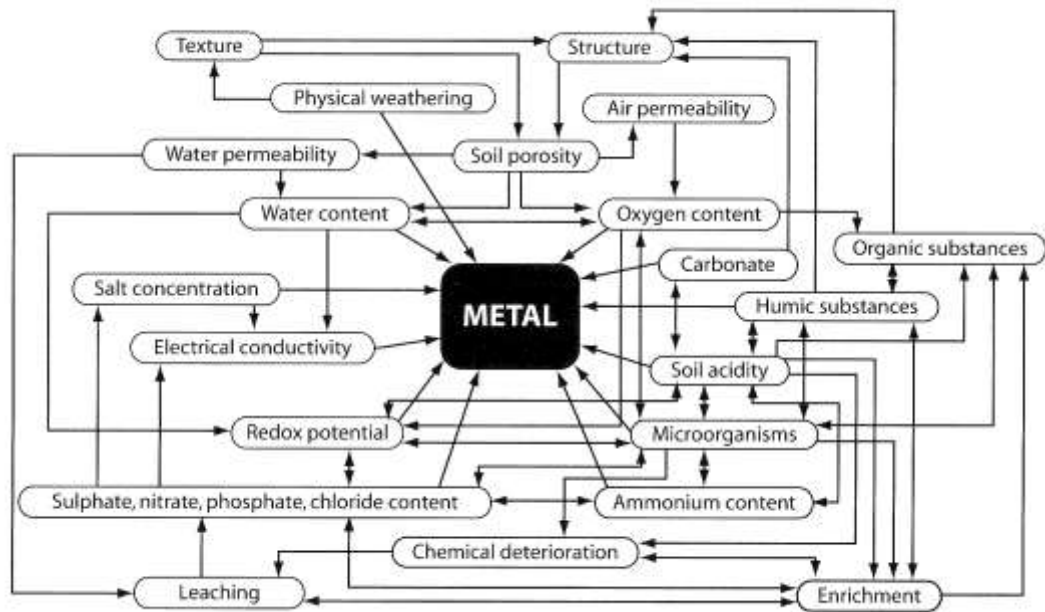 Texture
Structure
Physical weathering
Air permeability
Water permeability
Soil porosity
Water content
Oxygen content
Organic substances
Carbonate
Salt concentration
Humic substances
METAL
Electrical conductivity
Soil acidity
Redox potential
Microorganisms
Sulphate, nitrate, phosphate, chloride content
Ammonium content
Chemical deterioration
Leaching
Enrichment